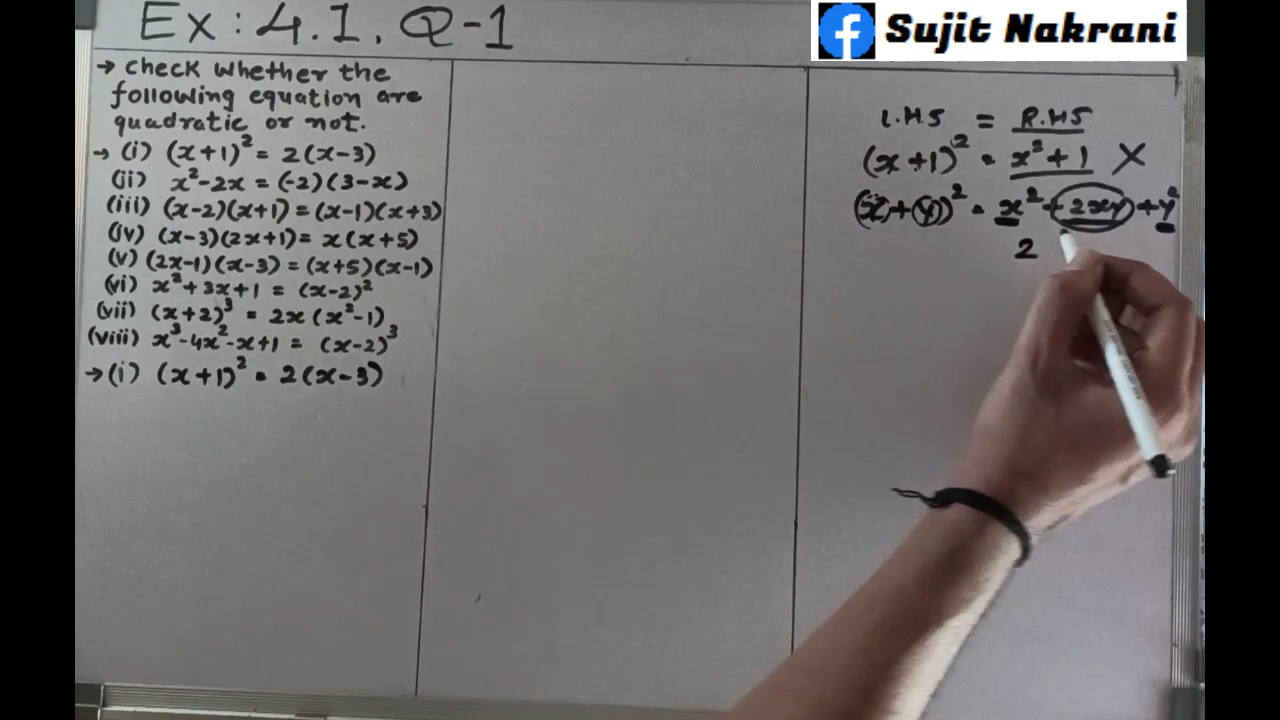 Ex: 4.1. Q-1
Sujit Nakrani
→ check whether the
following equation are
quadratic or not.
→ (i) (x+1)² = 2(x-3)
(ii) x²-2x = (-2)(3-x)
(iii) (x-2)(x+1)=(x-1)(x+3)
(iv) (x-3)(2x+1)= x(x+5)
(v) (2x-1)(x-3) = (x+5)(x-1)
(vi) x²+3x+1 = (x-2)²
(vii) (x+2)³ = 2x(x²-1)
(viii) x³-4x²-x+1 = (x-2)³
→(i) (x+1)² = 2(x-3)
L.H.S = R.H.S
(x+1)² = x²+1 X
(x+y)² = x²+2xy+y²
2